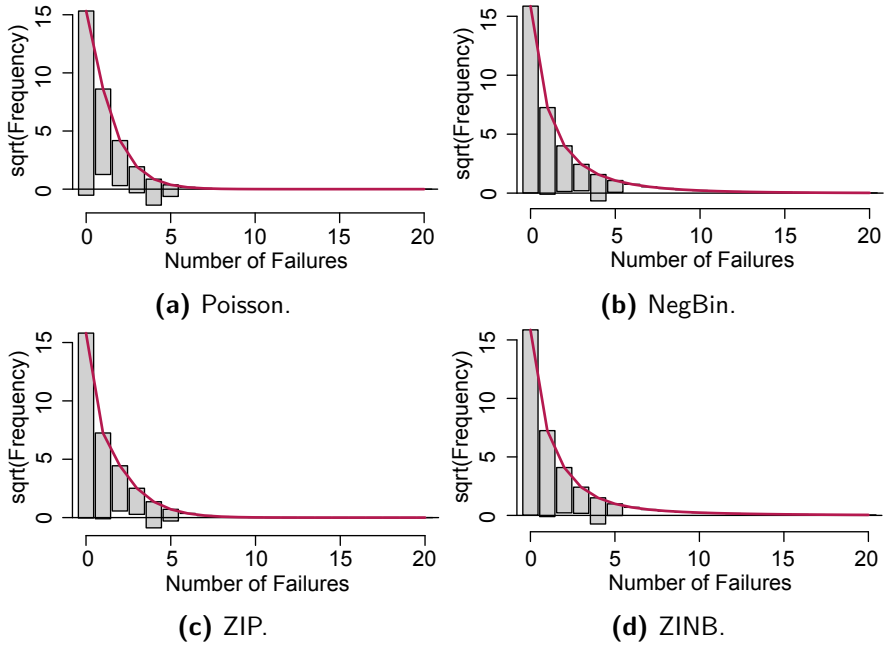 15
10
5
0
sqrt(Frequency)
0 5 10 15 20
Number of Failures
(a) Poisson.
15
10
5
0
sqrt(Frequency)
0 5 10 15 20
Number of Failures
(b) NegBin.
15
10
5
0
sqrt(Frequency)
0 5 10 15 20
Number of Failures
(c) ZIP.
15
10
5
0
sqrt(Frequency)
0 5 10 15 20
Number of Failures
(d) ZINB.